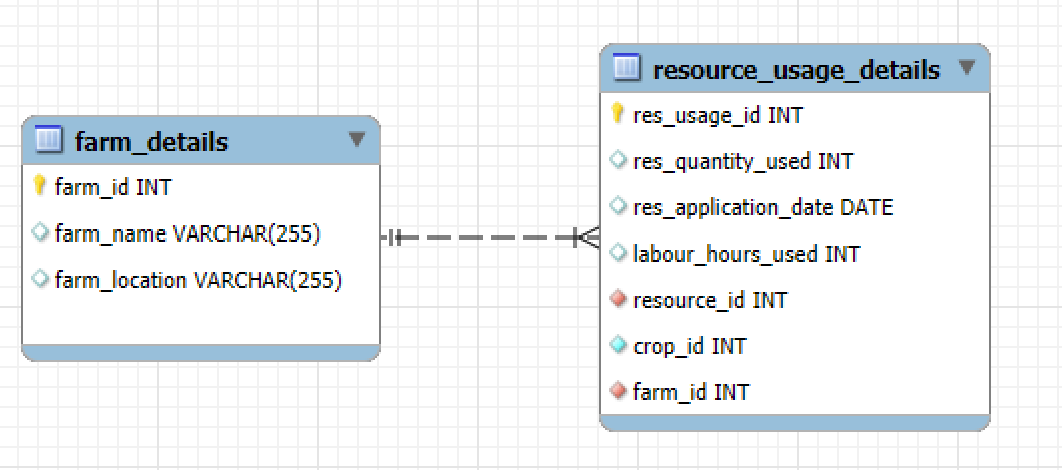 farm_details
farm_id INT
farm_name VARCHAR(255)
farm_location VARCHAR(255)
resource_usage_details
res_usage_id INT
res_quantity_used INT
res_application_date DATE
labour_hours_used INT
resource_id INT
crop_id INT
farm_id INT